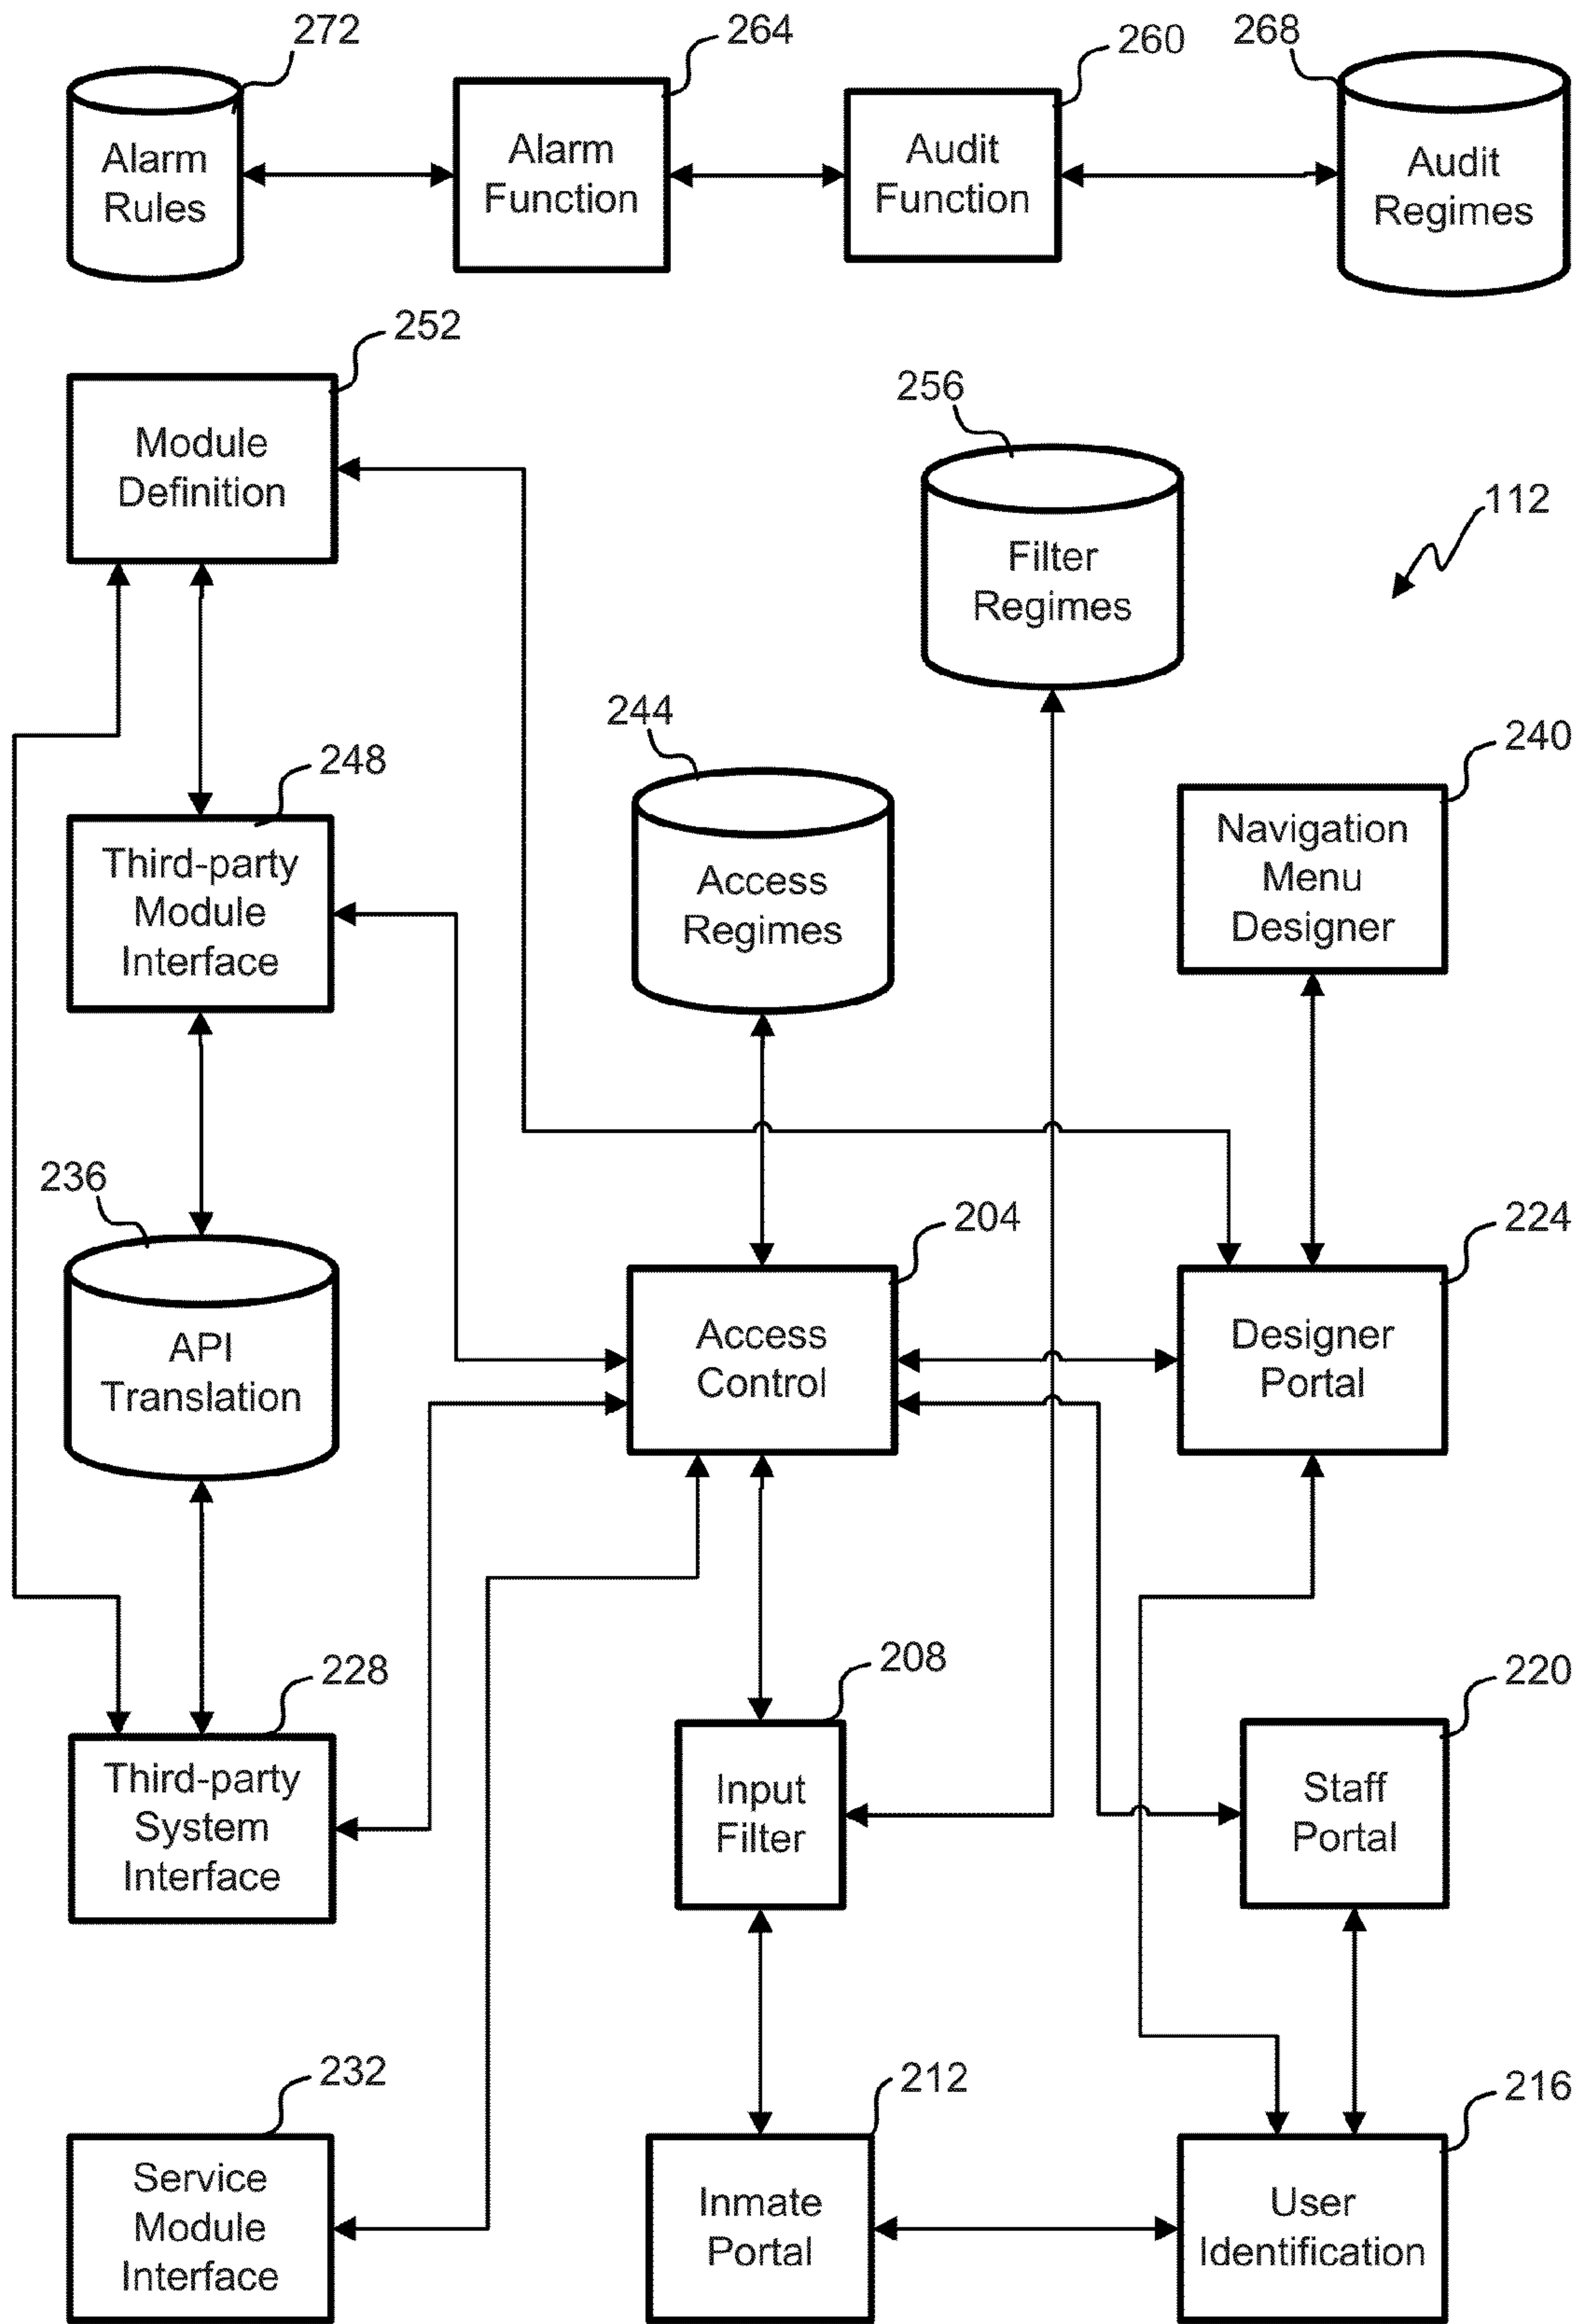 272
264
260
268
Alarm
Rules
Alarm
Function
Audit
Function
Audit
Regimes
252
Module
Definition
256
Filter
Regimes
112
244
Access
Regimes
240
Navigation
Menu
Designer
248
Third-party
Module
Interface
236
API
Translation
204
Access
Control
224
Designer
Portal
228
Third-party
System
Interface
208
Input
Filter
220
Staff
Portal
232
Service
Module
Interface
212
Inmate
Portal
216
User
Identification